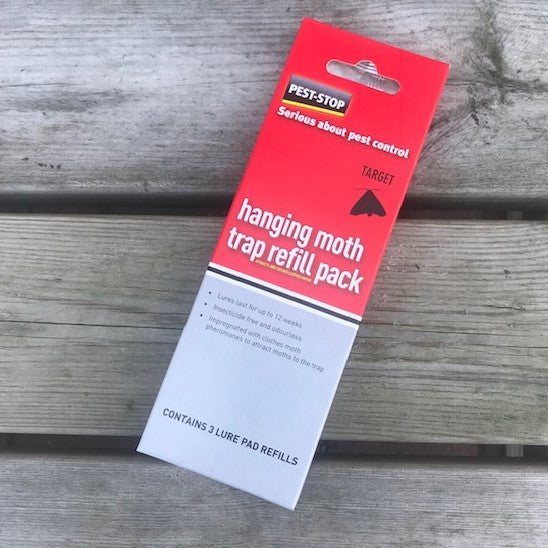 PEST-STOP
Serious about pest control
TARGET
hanging moth
trap refill pack
• Lures last for up to 12 weeks
• Insecticide free and odourless
• Impregnated with clothes moth
pheromones to attract moths to the trap
CONTAINS 3 LURE PAD REFILLS